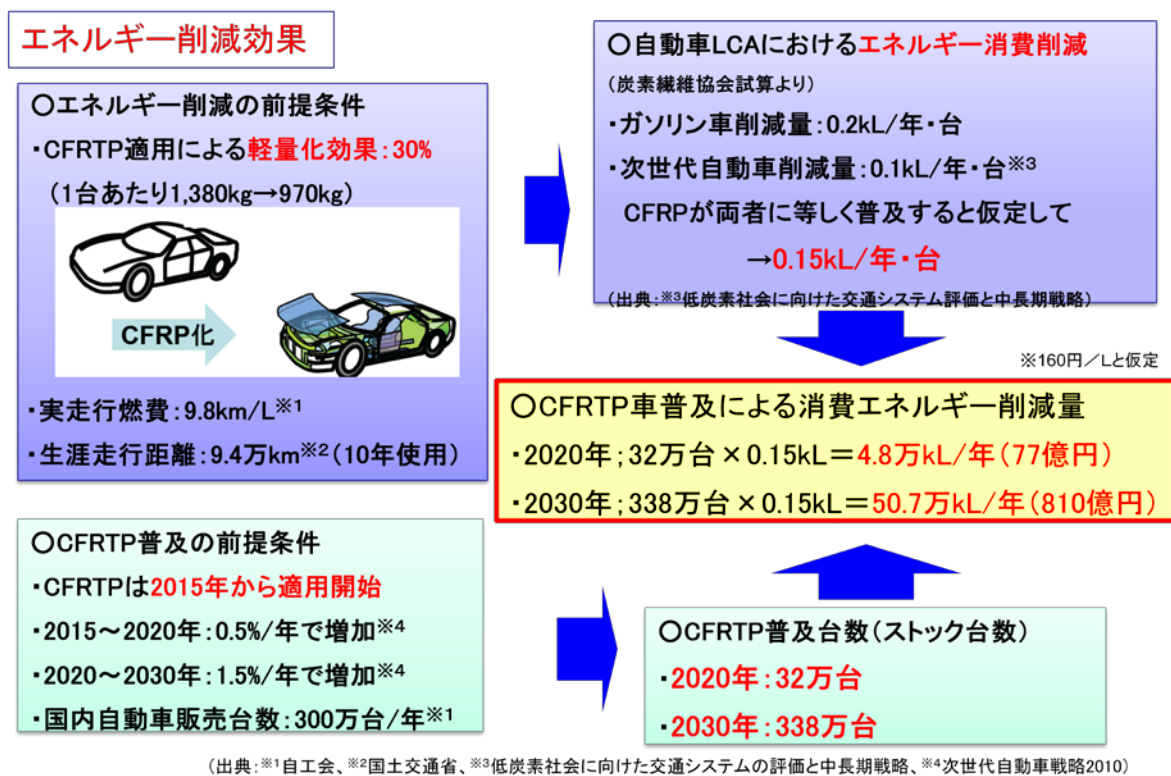 エネルギー削減効果
○エネルギー削減の前提条件
・CFRTP適用による軽量化効果：30%
（1台あたり1,380kg→970kg）
CFRP化
・実走行燃費：9.8km/L※1
・生涯走行距離：9.4万km※2（10年使用）
○自動車LCAにおけるエネルギー消費削減
（炭素繊維協会試算より）
・ガソリン車削減量：0.2kL/年・台
・次世代自動車削減量：0.1kL/年・台※3
CFRPが両者に等しく普及すると仮定して
→0.15kL/年・台
（出典：※3低炭素社会に向けた交通システム評価と中長期戦略）
※160円／Lと仮定
○CFRTP車普及による消費エネルギー削減量
・2020年；32万台×0.15kL＝4.8万kL/年（77億円）
・2030年；338万台×0.15kL＝50.7万kL/年（810億円）
○CFRTP普及の前提条件
・CFRTPは2015年から適用開始
・2015～2020年：0.5%/年で増加※4
・2020～2030年：1.5%/年で増加※4
・国内自動車販売台数：300万台/年※1
○CFRTP普及台数（ストック台数）
・2020年：32万台
・2030年：338万台
（出典：※1自工会、※2国土交通省、※3低炭素社会に向けた交通システムの評価と中長期戦略、※4次世代自動車戦略2010）